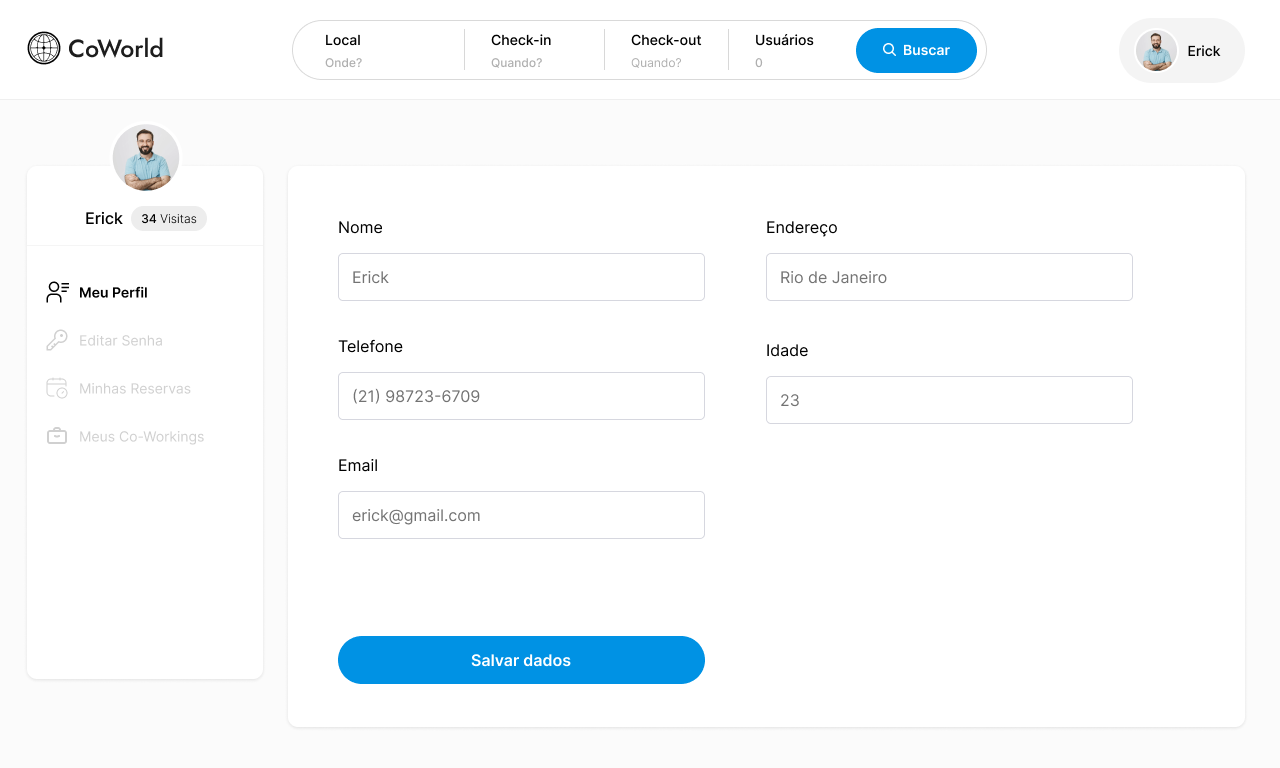 CoWorld
Local
Onde?
Check-in
Quando?
Check-out
Quando?
Usuários
0
Buscar
Erick
Erick
34 Visitas
Meu Perfil
Editar Senha
Minhas Reservas
Meus Co-Workings
Nome
Erick
Endereço
Rio de Janeiro
Telefone
(21) 98723-6709
Idade
23
Email
erick@gmail.com
Salvar dados